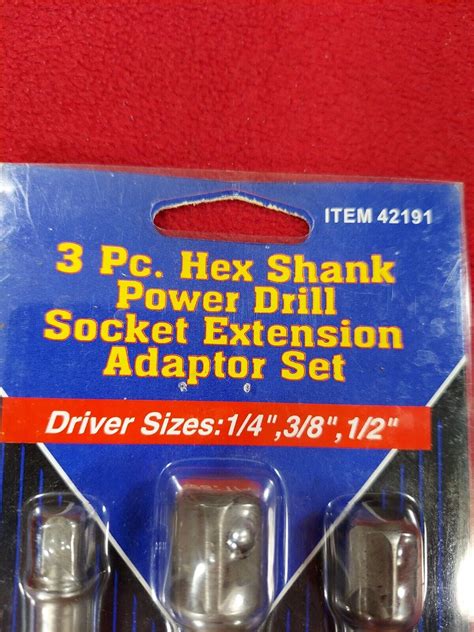 ITEM 42191
3 Pc. Hex Shank
Power Drill
Socket Extension
Adaptor Set
Driver Sizes:1/4",3/8",1/2"